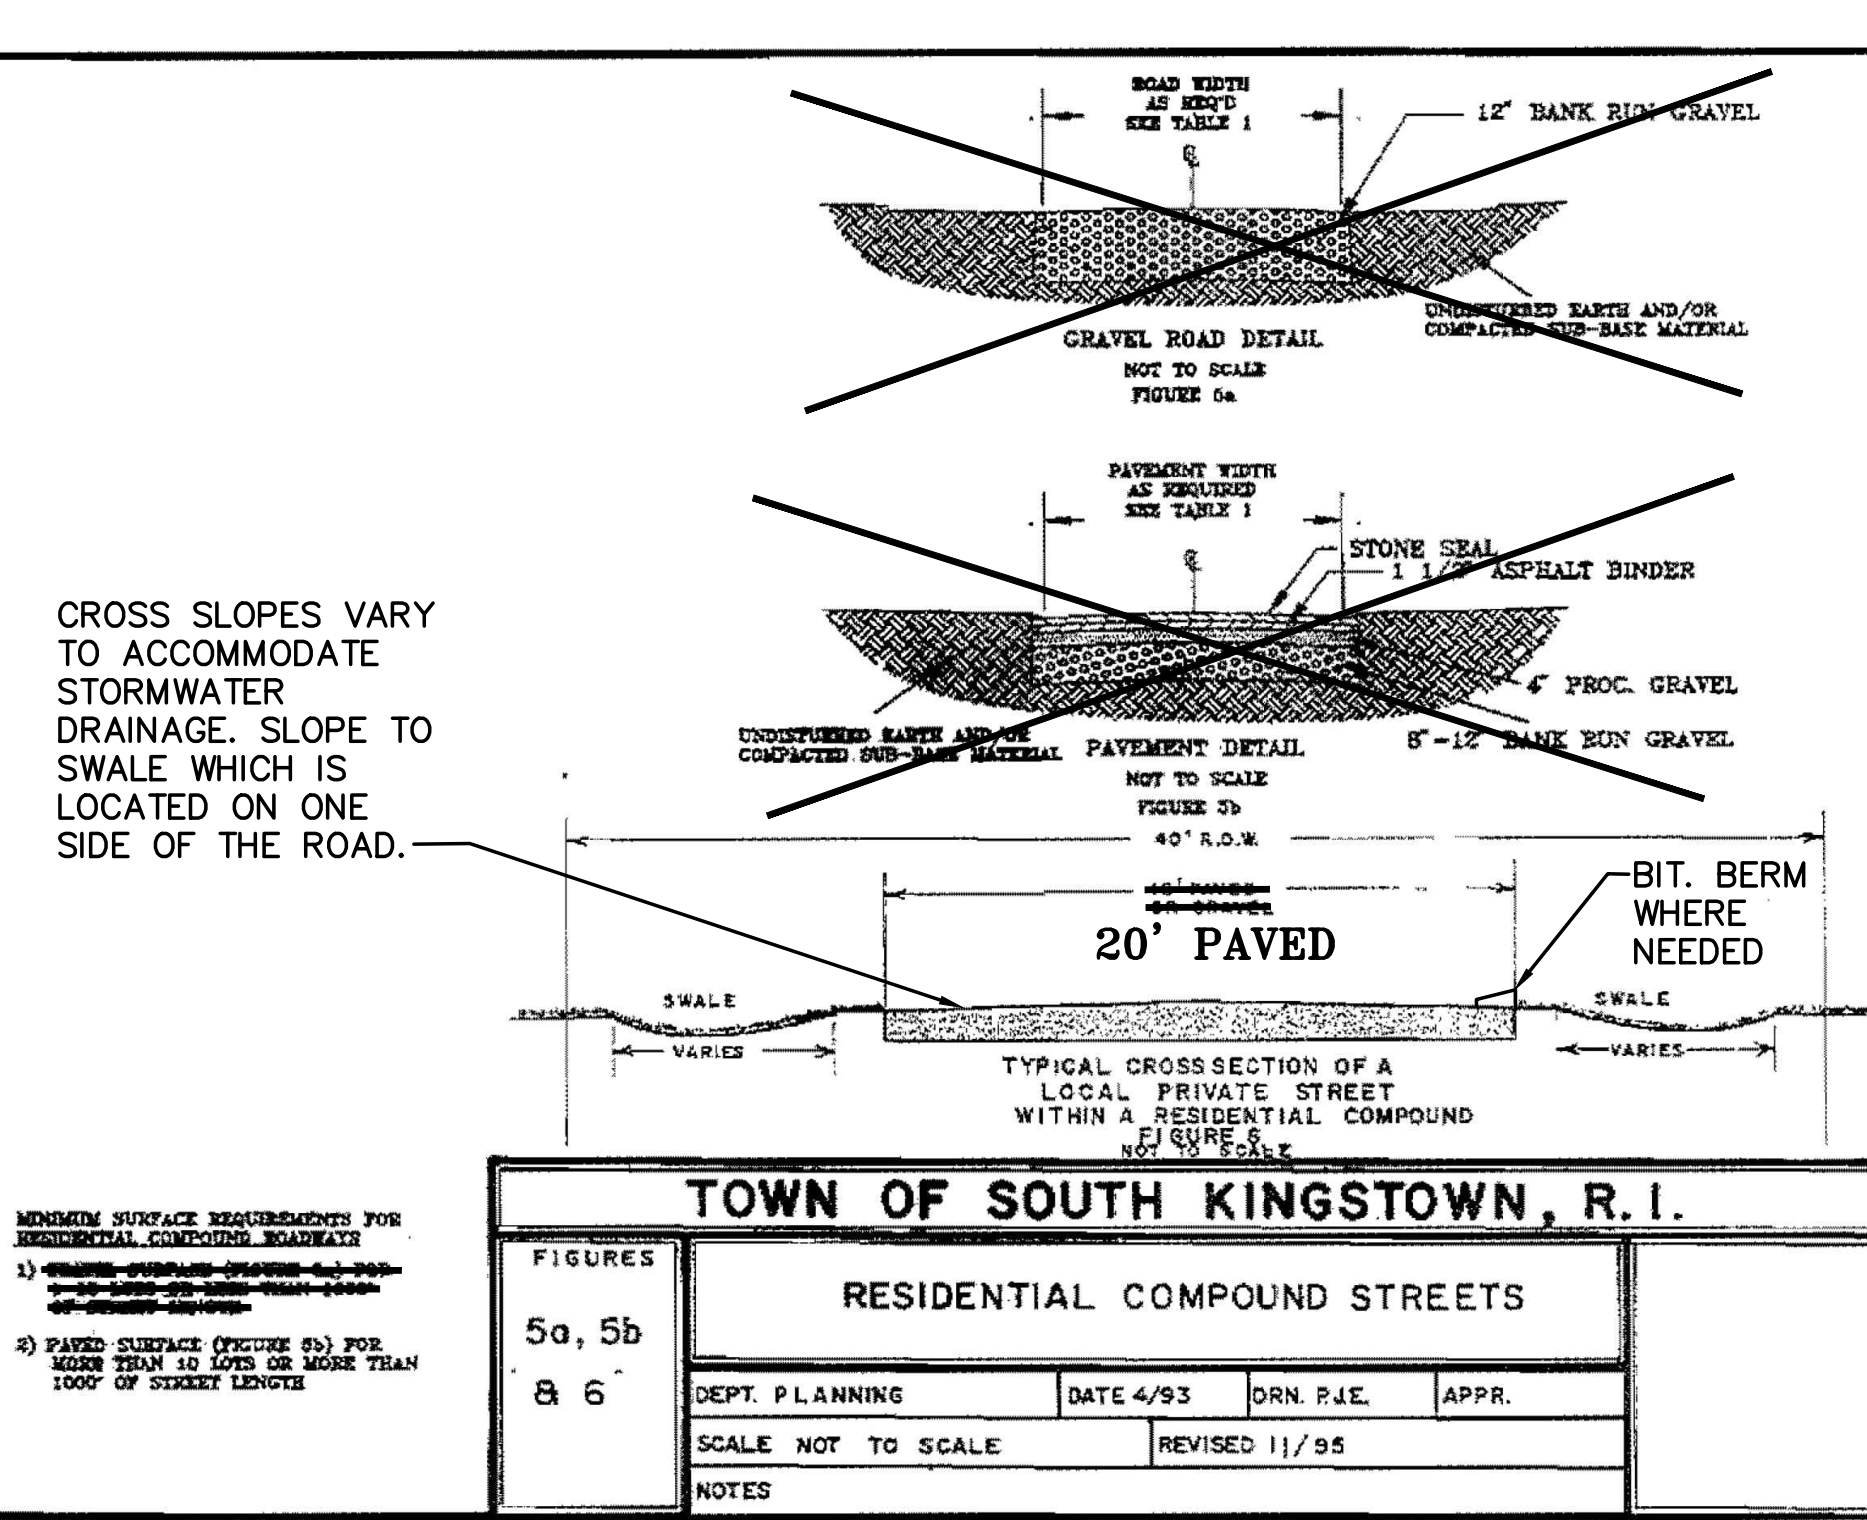 ROAD WIDTH
AS REQ'D
SEE TABLE 1
12" BANK RUN GRAVEL
UNDISTURBED EARTH AND/OR
COMPACTED SUB-BASE MATERIAL
GRAVEL ROAD DETAIL
NOT TO SCALE
FIGURE 5a
PAVEMENT WIDTH
AS REQUIRED
SEE TABLE 1
STONE SEAL
1 1/2" ASPHALT BINDER
4" PROC. GRAVEL
8"-12" BANK RUN GRAVEL
UNDISTURBED EARTH AND/OR
COMPACTED SUB-BASE MATERIAL
PAVEMENT DETAIL
NOT TO SCALE
FIGURE 5b
CROSS SLOPES VARY
TO ACCOMMODATE
STORMWATER
DRAINAGE. SLOPE TO
SWALE WHICH IS
LOCATED ON ONE
SIDE OF THE ROAD.
40' R.O.W.
OR GRAVEL
20' PAVED
BIT. BERM
WHERE
NEEDED
SWALE
VARIES
SWALE
VARIES
TYPICAL CROSS SECTION OF A
LOCAL PRIVATE STREET
WITHIN A RESIDENTIAL COMPOUND
FIGURE 6
NOT TO SCALE
MINIMUM SURFACE REQUIREMENTS FOR
RESIDENTIAL COMPOUND ROADWAYS
1)
2) PAVED SURFACE (FIGURE 5b) FOR
MORE THAN 10 LOTS OR MORE THAN
1000' OF STREET LENGTH
TOWN OF SOUTH KINGSTOWN, R.I.
FIGURES
5a, 5b
& 6
RESIDENTIAL COMPOUND STREETS
DEPT. PLANNING
DATE 4/93
DRN. P.J.E.
APPR.
SCALE NOT TO SCALE
REVISED 11/95
NOTES